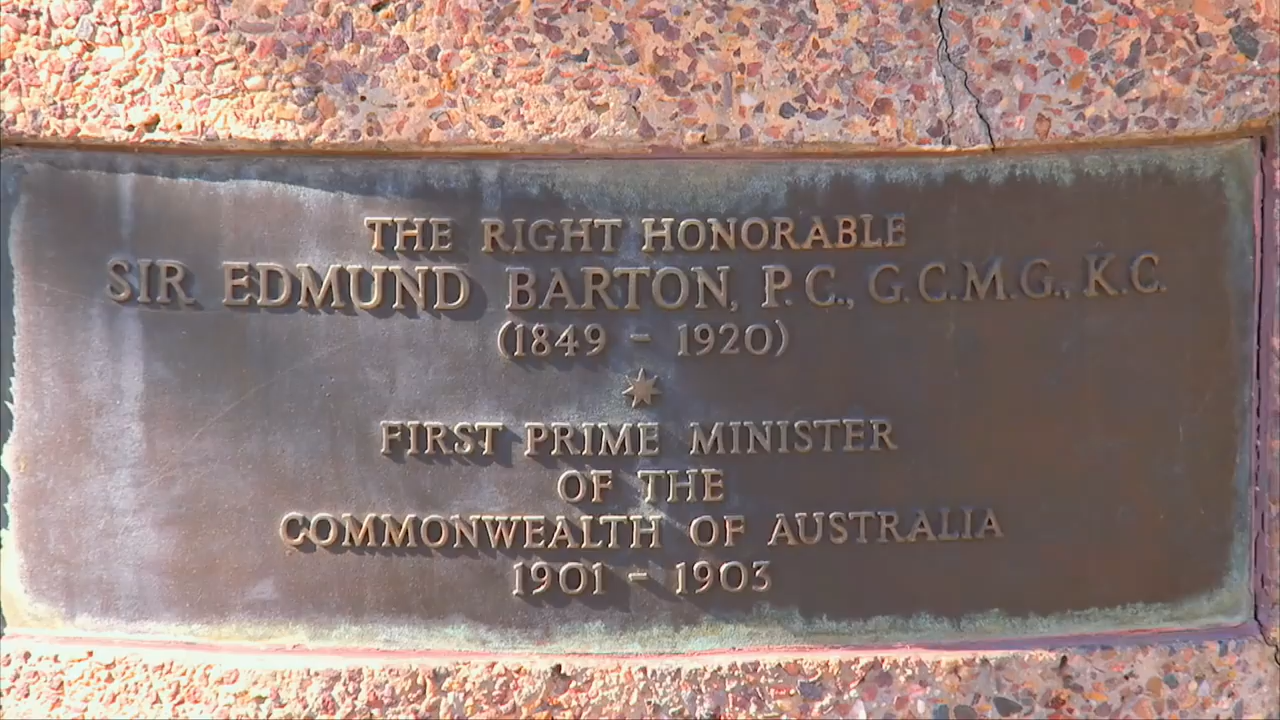 THE RIGHT HONORABLE
SIR EDMUND BARTON, P.C., G.C.M.G., K.C.
(1849 - 1920)
FIRST PRIME MINISTER
OF THE
COMMONWEALTH OF AUSTRALIA
1901 - 1903